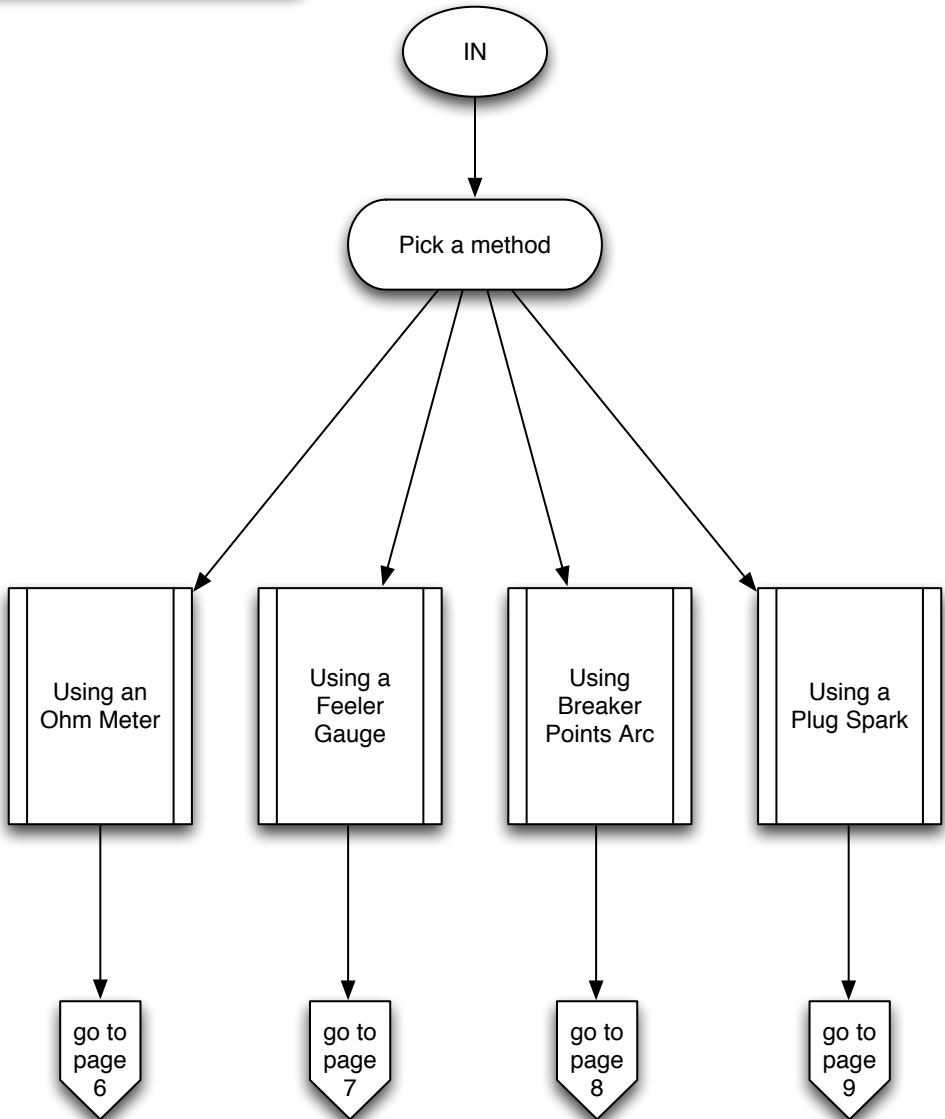 IN
Pick a method
Using an
Ohm Meter
Using a
Feeler
Gauge
Using
Breaker
Points Arc
Using a
Plug Spark
go to
page
6
go to
page
7
go to
page
8
go to
page
9